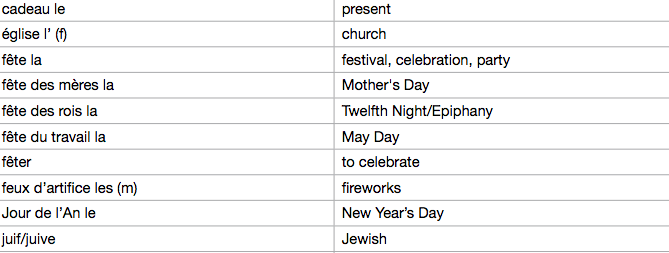 cadeau le present
église l’ (f) church
fête la festival, celebration, party
fête des mères la Mother's Day
fête des rois la Twelfth Night/Epiphany
fête du travail la May Day
fêter to celebrate
feux d’artifice les (m) fireworks
Jour de l’An le New Year’s Day
juif/juive Jewish